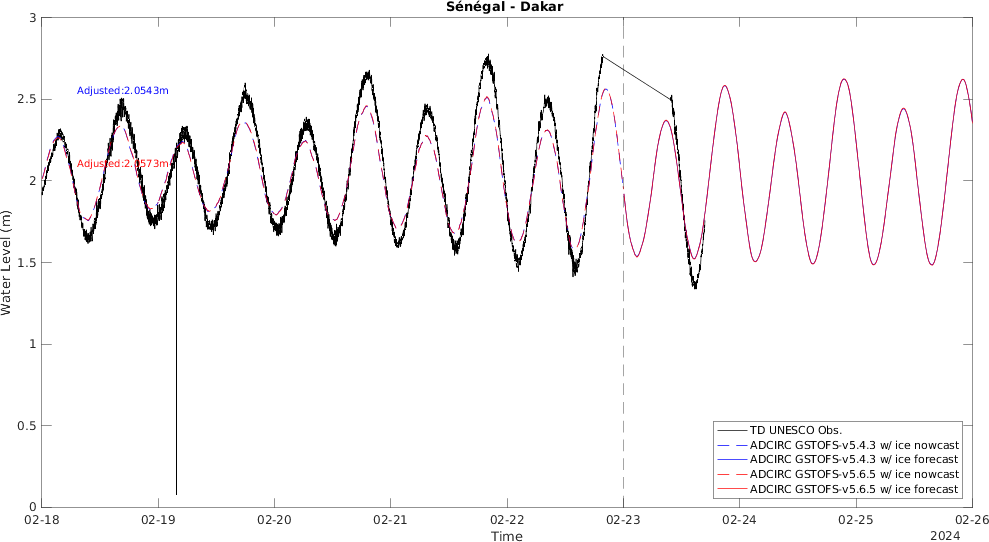 Sénégal - Dakar
3
2.5
2
1.5
1
0.5
0
Water Level (m)
Adjusted:2.0543m
Adjusted:2.0573m
TD UNESCO Obs.
ADCIRC GSTOFS-v5.4.3 w/ ice nowcast
ADCIRC GSTOFS-v5.4.3 w/ ice forecast
ADCIRC GSTOFS-v5.6.5 w/ ice nowcast
ADCIRC GSTOFS-v5.6.5 w/ ice forecast
02-18 02-19 02-20 02-21 02-22 02-23 02-24 02-25 02-26
Time
2024